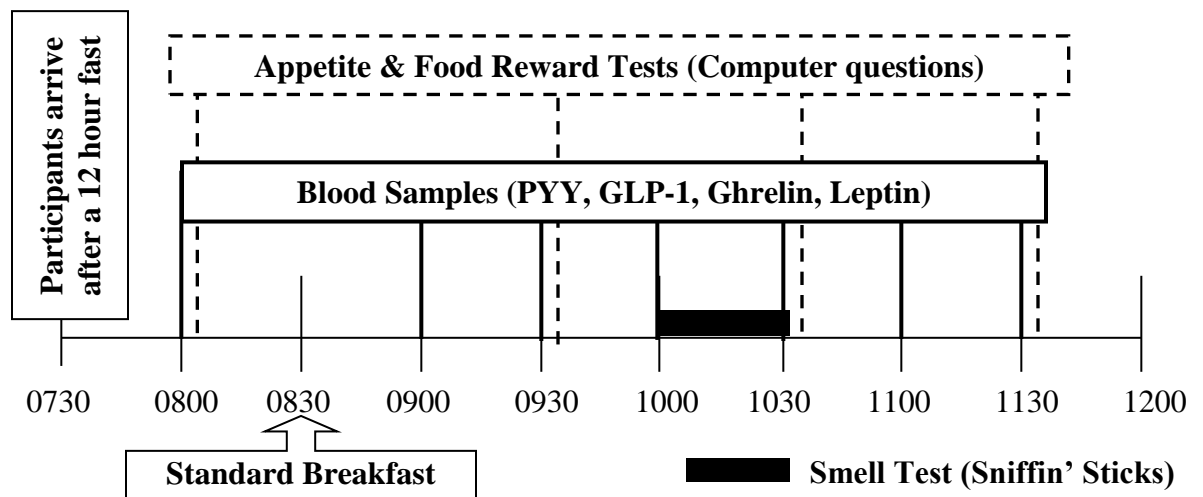 Participants arrive
after a 12 hour fast
Appetite & Food Reward Tests (Computer questions)
Blood Samples (PYY, GLP-1, Ghrelin, Leptin)
0730 0800 0830 0900 0930 1000 1030 1100 1130 1200
Standard Breakfast
Smell Test (Sniffin’ Sticks)